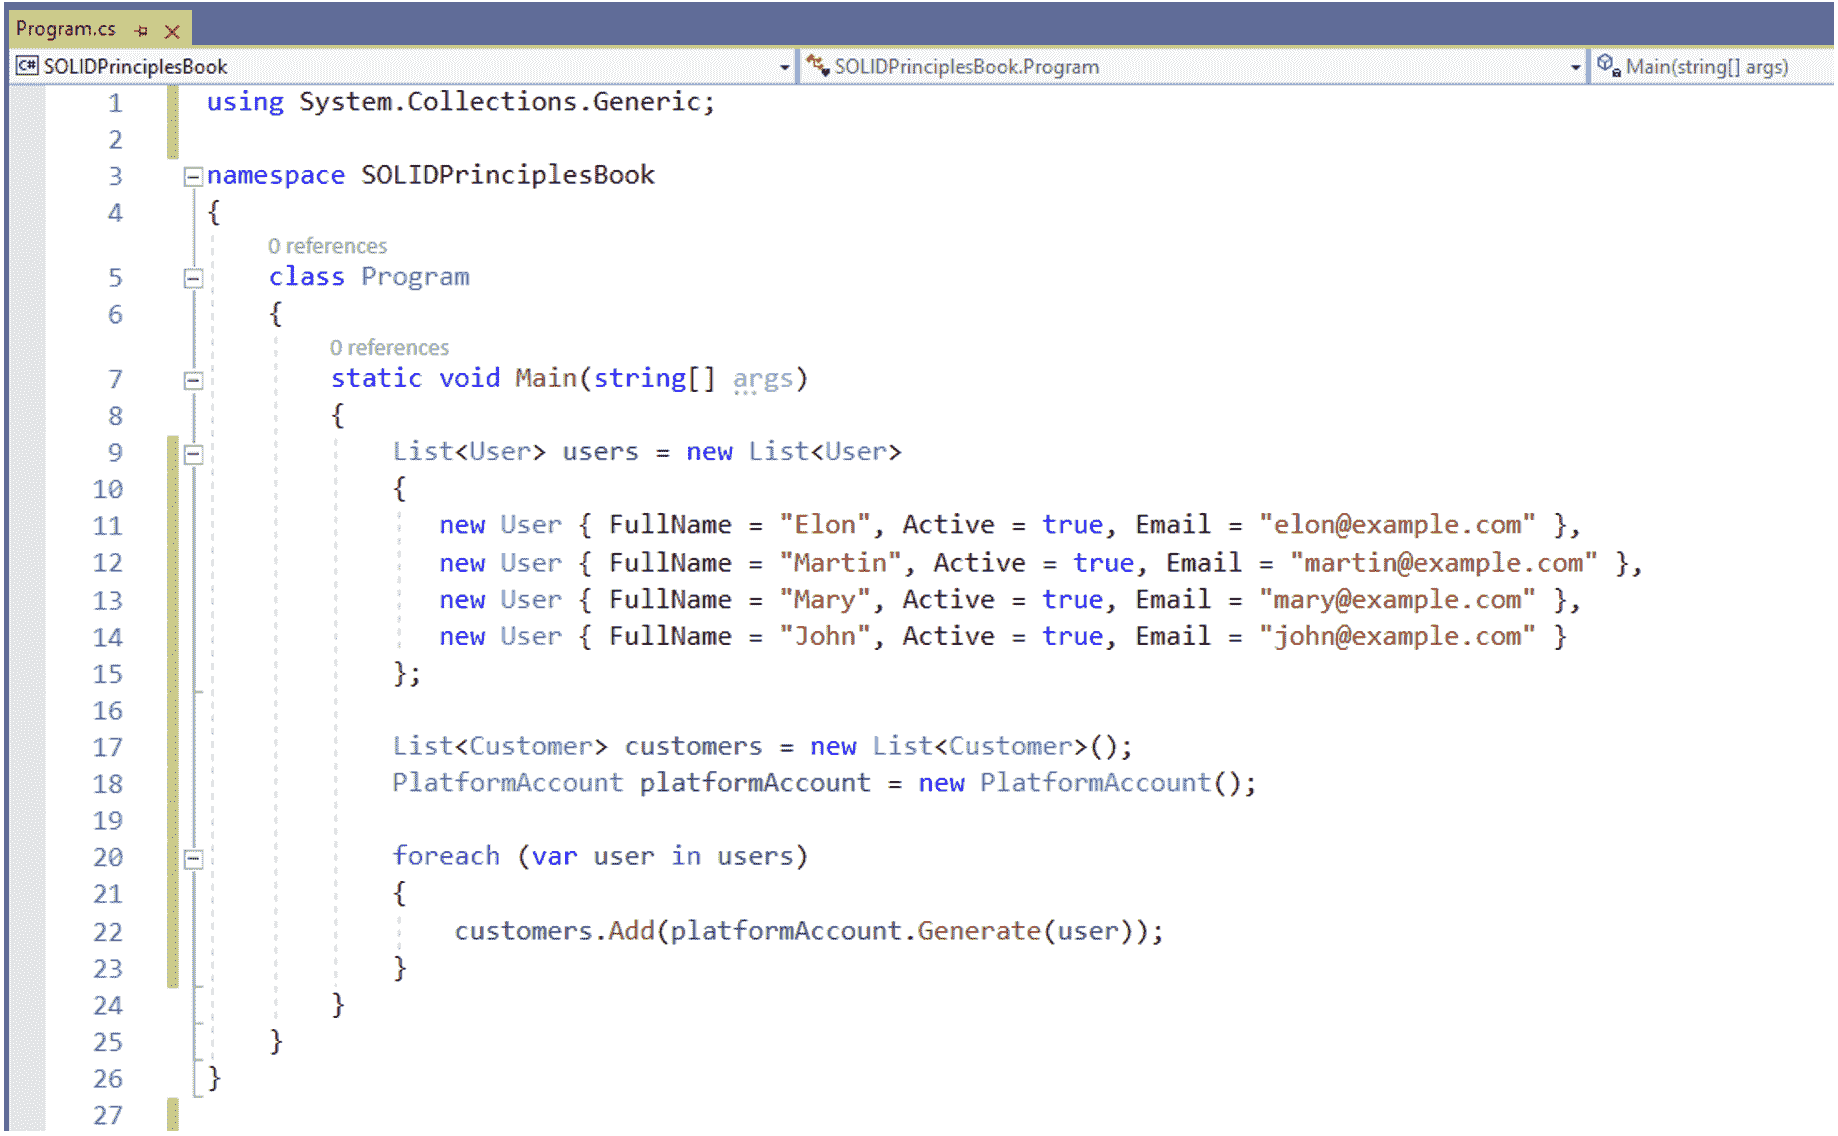 Program.cs
C# SOLIDPrinciplesBook SOLIDPrinciplesBook.Program Main(string[] args)
1 using System.Collections.Generic;
2
3 namespace SOLIDPrinciplesBook
4 {
0 references
5 class Program
6 {
0 references
7 static void Main(string[] args)
8 {
9 List<User> users = new List<User>
10 {
11 new User { FullName = "Elon", Active = true, Email = "elon@example.com" },
12 new User { FullName = "Martin", Active = true, Email = "martin@example.com" },
13 new User { FullName = "Mary", Active = true, Email = "mary@example.com" },
14 new User { FullName = "John", Active = true, Email = "john@example.com" }
15 };
16
17 List<Customer> customers = new List<Customer>();
18 PlatformAccount platformAccount = new PlatformAccount();
19
20 foreach (var user in users)
21 {
22 customers.Add(platformAccount.Generate(user));
23 }
24 }
25 }
26 }
27